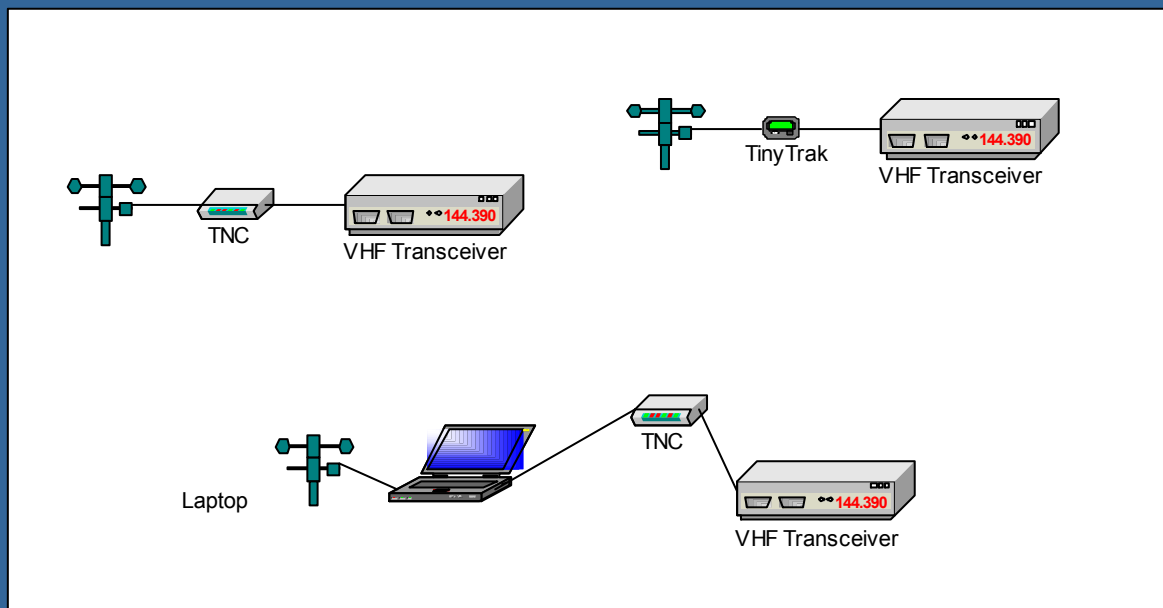 144.390
TinyTrak
VHF Transceiver
144.390
TNC
VHF Transceiver
TNC
Laptop
144.390
VHF Transceiver